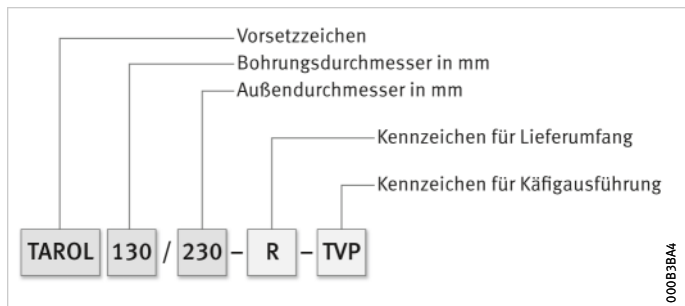 Vorsetzzeichen
Bohrungsdurchmesser in mm
Außendurchmesser in mm
Kennzeichen für Lieferumfang
Kennzeichen für Käfigausführung
TAROL 130 / 230 – R – TVP
000B3BA4